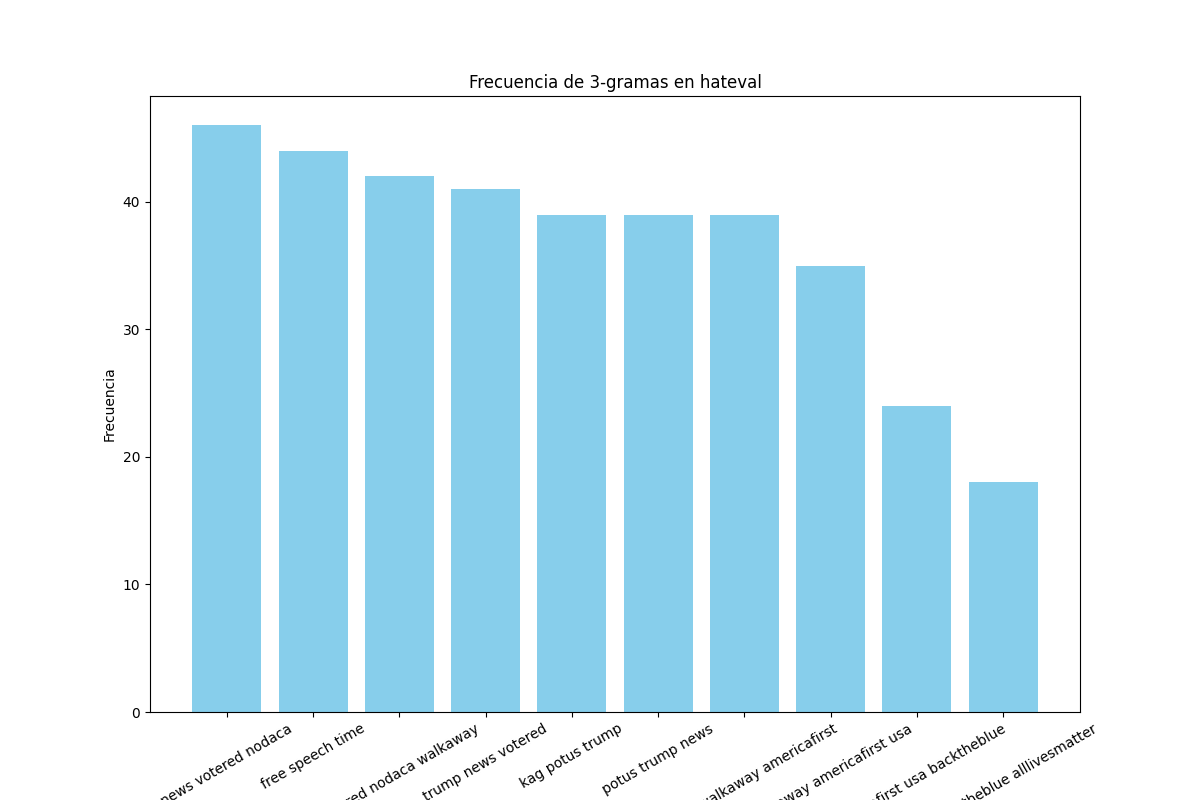 Frecuencia de 3-gramas en hateval
Frecuencia
40
30
20
10
0
news votered nodaca
free speech time
nodaca walkaway
trump news votered
kag potus trump
potus trump news
americafirst
americafirst usa
usa backtheblue
alllivesmatter